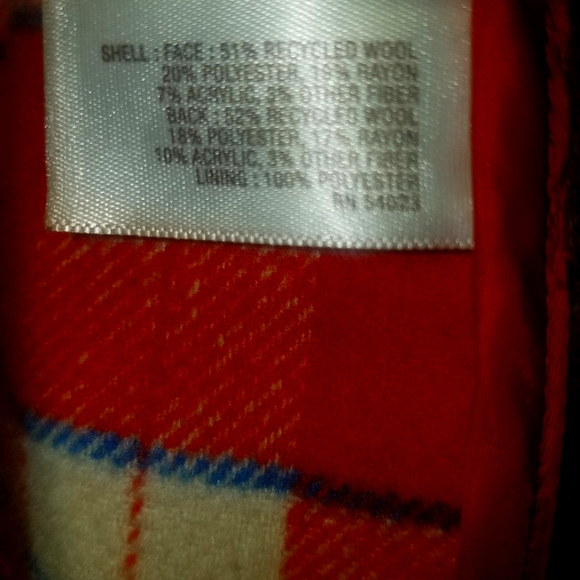 SHELL : FACE : 51% RECYCLED WOOL
20% POLYESTER, 19% RAYON
7% ACRYLIC, 3% OTHER FIBER
BACK : 52% RECYCLED WOOL
18% POLYESTER, 17% RAYON
10% ACRYLIC, 3% OTHER FIBER
LINING : 100% POLYESTER
RN 54023